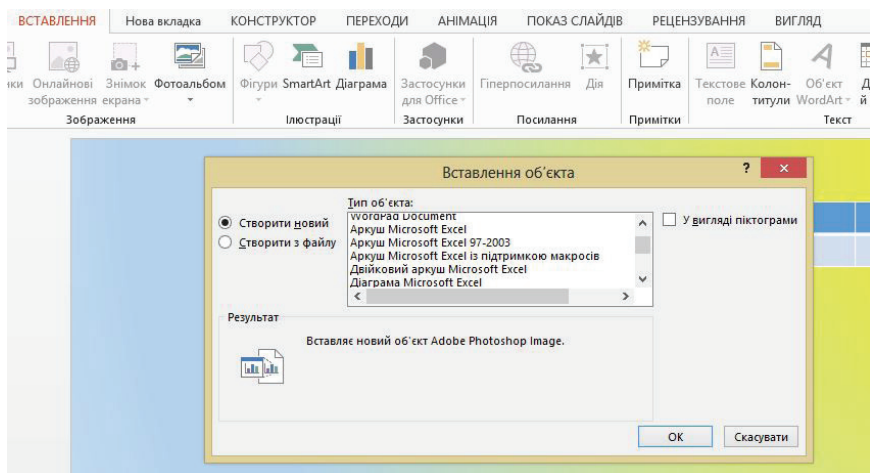 ВСТАВЛЕННЯ Нова вкладка КОНСТРУКТОР ПЕРЕХОДИ АНІМАЦІЯ ПОКАЗ СЛАЙДІВ РЕЦЕНЗУВАННЯ ВИГЛЯД
Онлайнові Знімок Фотоальбом Фігури SmartArt Діаграма Застосунки Гіперпосилання Дія Примітка Текстове Колон- Об'єкт
зображення екрана для Office поле титули WordArt й
Зображення Ілюстрації Застосунки Посилання Примітки Текст
Вставлення об'єкта ? ×
Тип об'єкта:
Створити новий
Створити з файлу
WordPad Document
Аркуш Microsoft Excel
Аркуш Microsoft Excel 97-2003
Аркуш Microsoft Excel із підтримкою макросів
Двійковий аркуш Microsoft Excel
Діаграма Microsoft Excel
У вигляді піктограми
Результат
Вставляє новий об'єкт Adobe Photoshop Image.
OK Скасувати